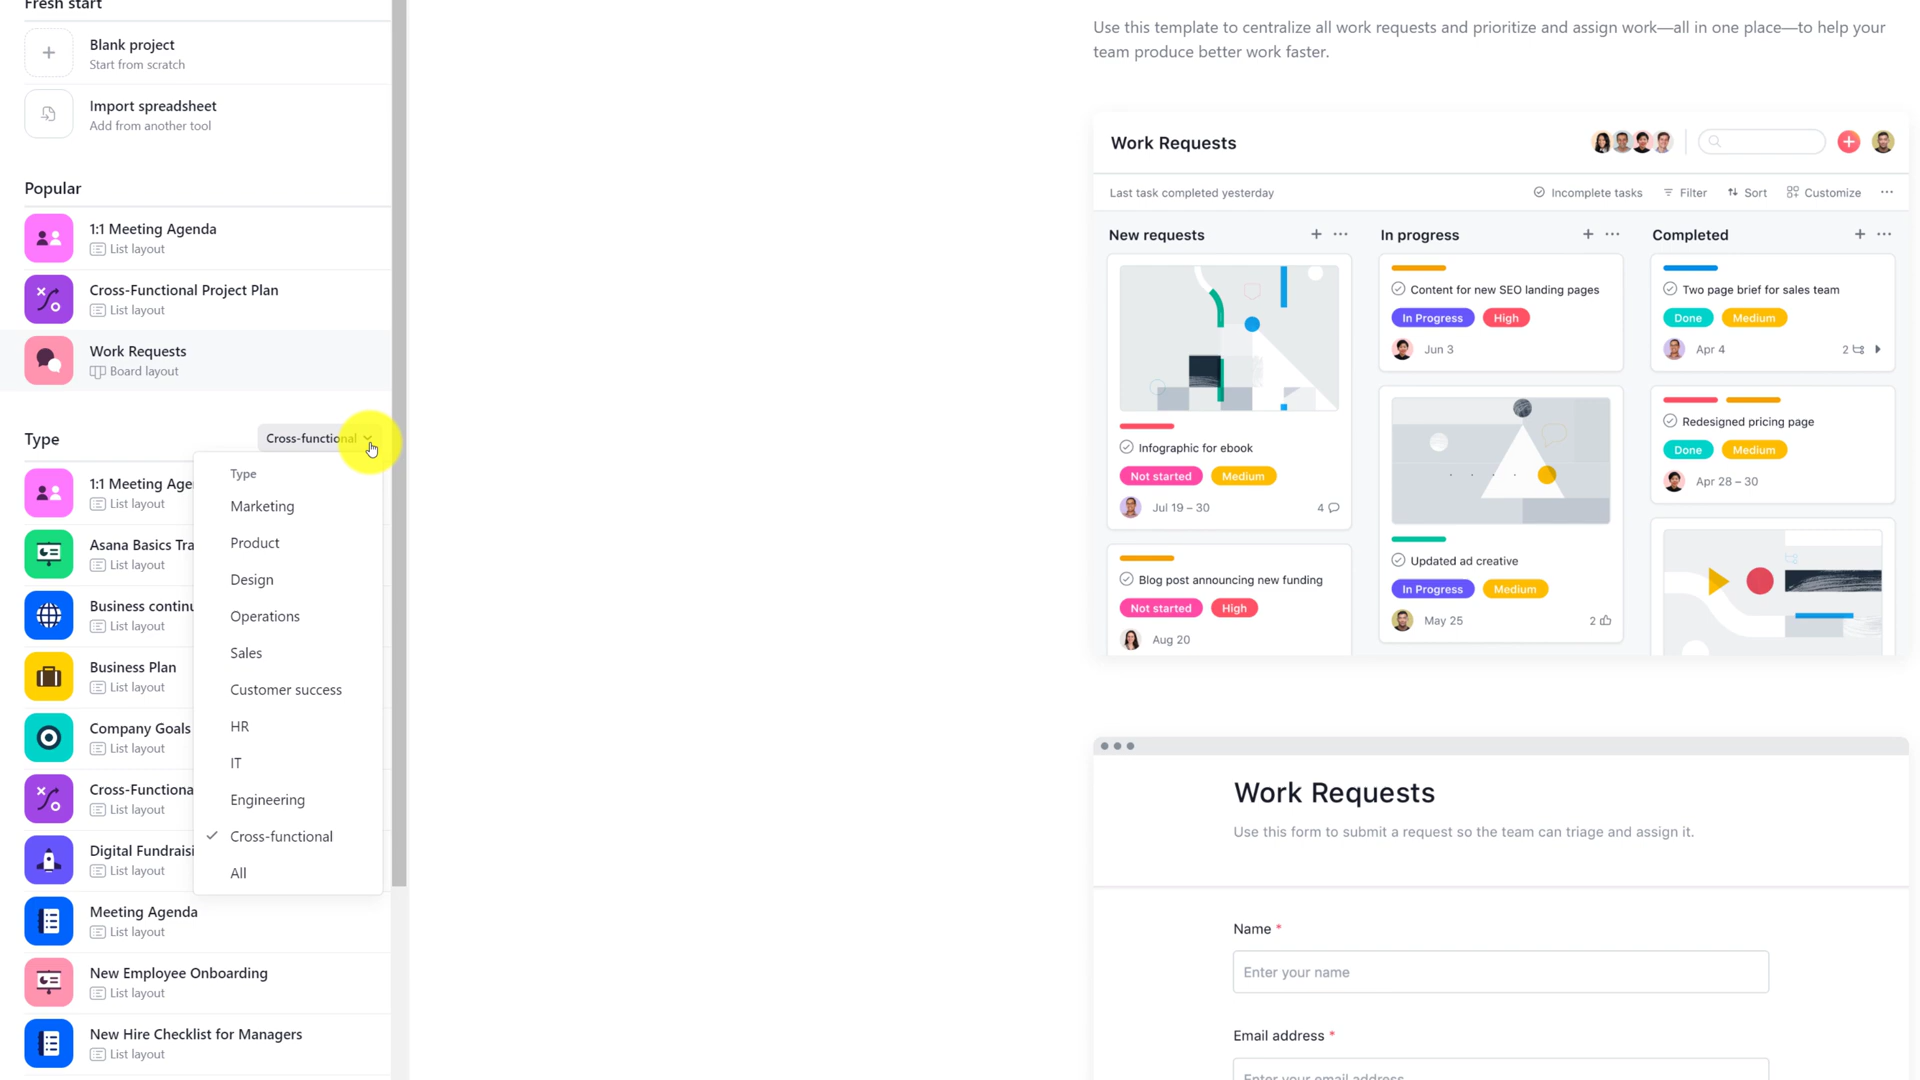 Fresh start
Blank project
Start from scratch
Import spreadsheet
Add from another tool
Popular
1:1 Meeting Agenda
List layout
Cross-Functional Project Plan
List layout
Work Requests
Board layout
Type
Cross-functional
1:1 Meeting Age
List layout
Asana Basics Tra
List layout
Business continu
List layout
Business Plan
List layout
Company Goals
List layout
Cross-Functiona
List layout
Digital Fundraisi
List layout
Meeting Agenda
List layout
New Employee Onboarding
List layout
New Hire Checklist for Managers
List layout
Type
Marketing
Product
Design
Operations
Sales
Customer success
HR
IT
Engineering
Cross-functional
All
Use this template to centralize all work requests and prioritize and assign work—all in one place—to help your
team produce better work faster.
Work Requests
Last task completed yesterday
Incomplete tasks
Filter
Sort
Customize
New requests
Infographic for ebook
Not started Medium
Jul 19 – 30
4
Blog post announcing new funding
Not started High
Aug 20
In progress
Content for new SEO landing pages
In Progress High
Jun 3
Updated ad creative
In Progress Medium
May 25
2
Completed
Two page brief for sales team
Done Medium
Apr 4
2
Redesigned pricing page
Done Medium
Apr 28 – 30
Work Requests
Use this form to submit a request so the team can triage and assign it.
Name *
Enter your name
Email address *
Enter your email address